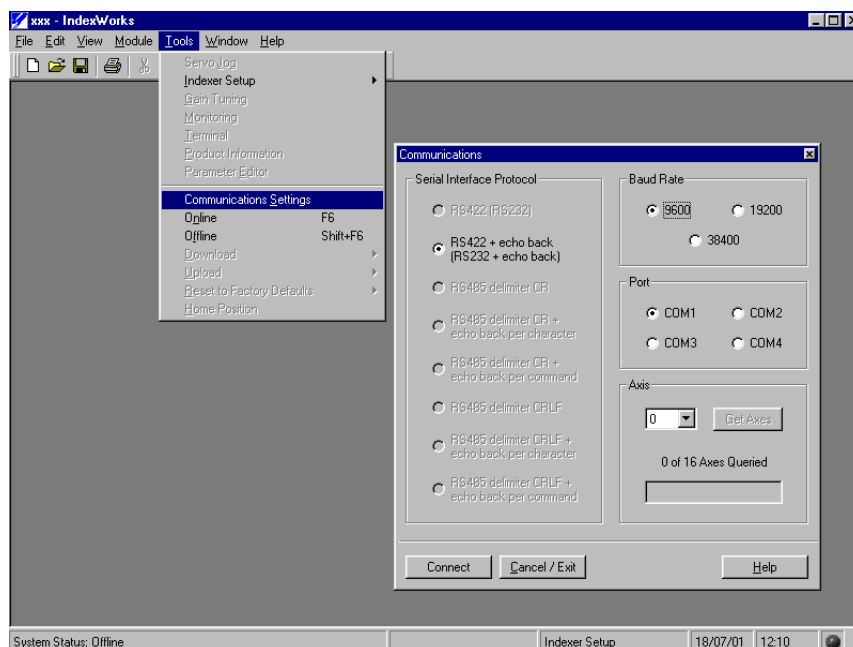 xxx - IndexWorks
File Edit View Module Tools Window Help
Servo Jog
Indexer Setup
Gain Tuning
Monitoring
Terminal
Product Information
Parameter Editor
Communications Settings
Online F6
Offline Shift+F6
Download
Upload
Reset to Factory Defaults
Home Position
Communications
Serial Interface Protocol
RS422 (RS232)
RS422 + echo back
(RS232 + echo back)
RS485 delimiter CR
RS485 delimiter CR +
echo back per character
RS485 delimiter CR +
echo back per command
RS485 delimiter CRLF
RS485 delimiter CRLF +
echo back per character
RS485 delimiter CRLF +
echo back per command
Baud Rate
9600 19200
38400
Port
COM1 COM2
COM3 COM4
Axis
0 Get Axes
0 of 16 Axes Queried
Connect Cancel / Exit Help
System Status: Offline Indexer Setup 18/07/01 12:10